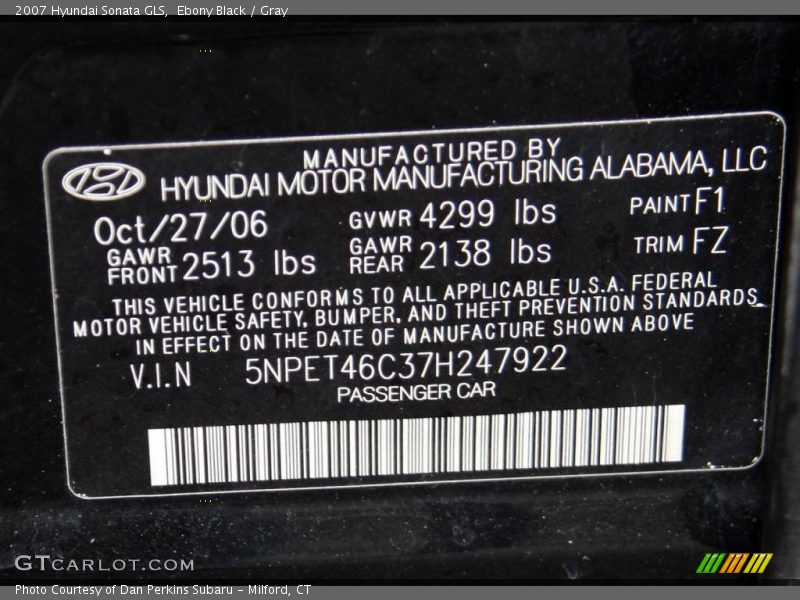 2007 Hyundai Sonata GLS, Ebony Black / Gray
MANUFACTURED BY
HYUNDAI MOTOR MANUFACTURING ALABAMA, LLC
Oct/27/06 GVWR 4299 lbs PAINT F1
GAWR FRONT 2513 lbs GAWR REAR 2138 lbs TRIM FZ
THIS VEHICLE CONFORMS TO ALL APPLICABLE U.S.A. FEDERAL
MOTOR VEHICLE SAFETY, BUMPER, AND THEFT PREVENTION STANDARDS
IN EFFECT ON THE DATE OF MANUFACTURE SHOWN ABOVE
V.I.N 5NPET46C37H247922
PASSENGER CAR
GTCARLOT.COM
Photo Courtesy of Dan Perkins Subaru - Milford, CT